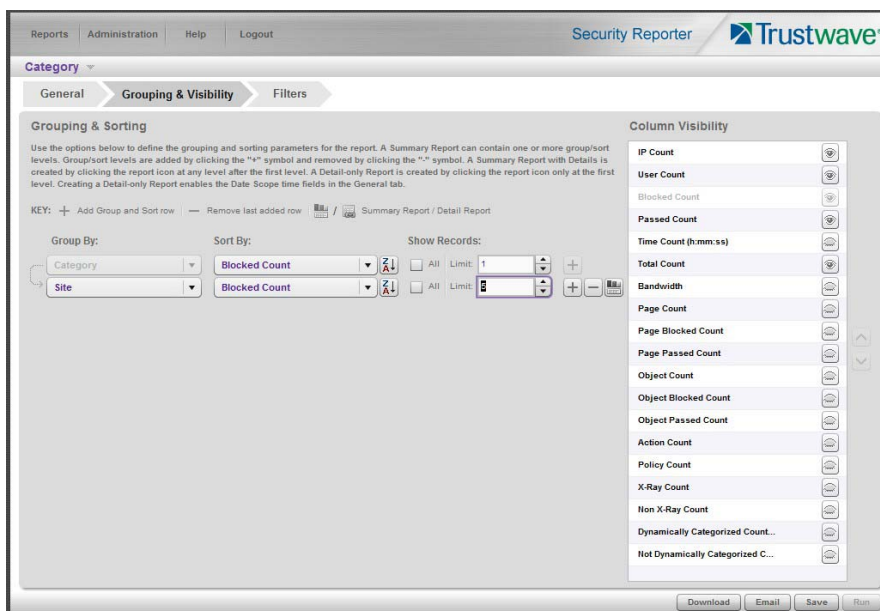 Reports Administration Help Logout
Security Reporter Trustwave
Category
General Grouping & Visibility Filters
Grouping & Sorting
Use the options below to define the grouping and sorting parameters for the report. A Summary Report can contain one or more group/sort
levels. Group/sort levels are added by clicking the "+" symbol and removed by clicking the "-" symbol. A Summary Report with Details is
created by clicking the report icon at any level after the first level. A Detail-only Report is created by clicking the report icon only at the first
level. Creating a Detail-only Report enables the Date Scope time fields in the General tab.
KEY: + Add Group and Sort row — Remove last added row / Summary Report / Detail Report
Group By: Sort By: Show Records:
Category Blocked Count All Limit: 1
Site Blocked Count All Limit: 5
Column Visibility
IP Count
User Count
Blocked Count
Passed Count
Time Count (h:mm:ss)
Total Count
Bandwidth
Page Count
Page Blocked Count
Page Passed Count
Object Count
Object Blocked Count
Object Passed Count
Action Count
Policy Count
X-Ray Count
Non X-Ray Count
Dynamically Categorized Count...
Not Dynamically Categorized C...
Download Email Save Run